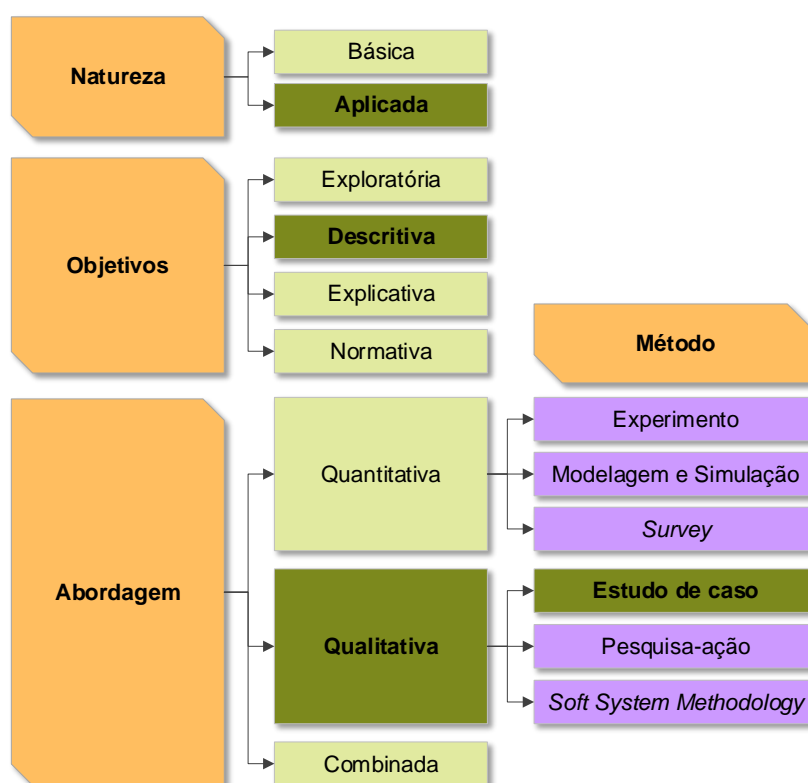 Natureza
Básica
Aplicada
Objetivos
Exploratória
Descritiva
Explicativa
Normativa
Método
Abordagem
Quantitativa
Experimento
Modelagem e Simulação
Survey
Qualitativa
Estudo de caso
Pesquisa-ação
Soft System Methodology
Combinada